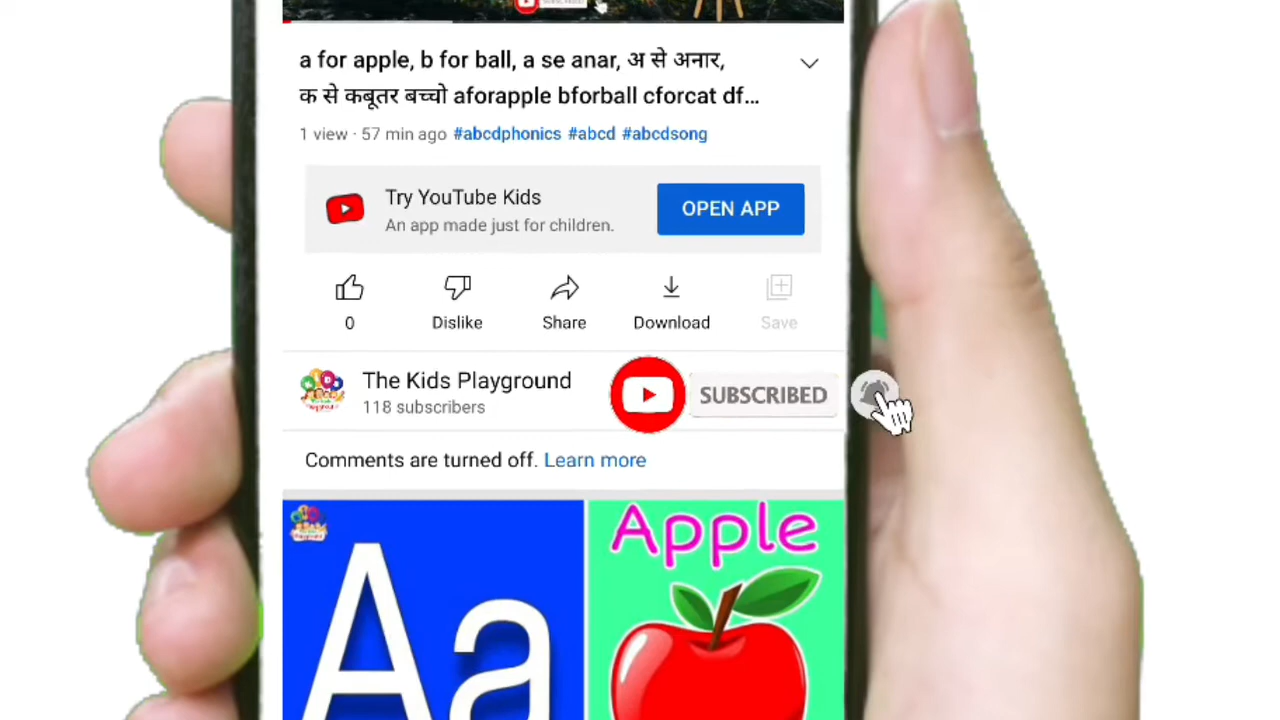 a for apple, b for ball, a se anar, अ से अनार,
क से कबूतर बच्चो aforapple bforball cforcat df...
1 view · 57 min ago #abcdphonics #abcd #abcdsong
Try YouTube Kids
An app made just for children.
OPEN APP
0
Dislike
Share
Download
Save
The Kids Playground
118 subscribers
SUBSCRIBED
Comments are turned off. Learn more
Apple
Aa